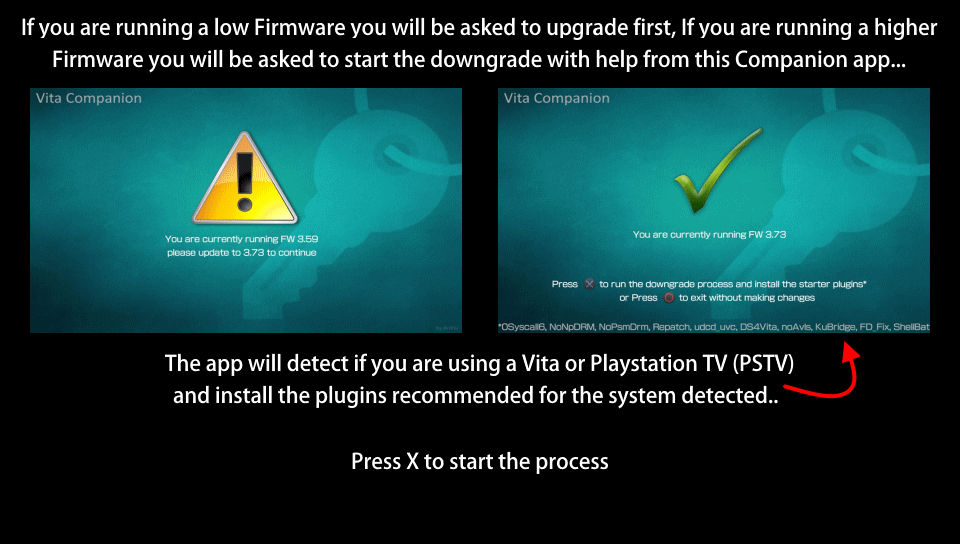 If you are running a low Firmware you will be asked to upgrade first, If you are running a higher
Firmware you will be asked to start the downgrade with help from this Companion app...
Vita Companion
You are currently running FW 3.59
please update to 3.73 to continue
Vita Companion
You are currently running FW 3.73
Press X to run the downgrade process and install the starter plugins*
or Press O to exit without making changes
*0Syscall6, NoNpDRM, NoPsmDrm, Repatch, udcd_uvc, DS4Vita, noAvls, KuBridge, FD_Fix, ShellBat
The app will detect if you are using a Vita or Playstation TV (PSTV)
and install the plugins recommended for the system detected..
Press X to start the process